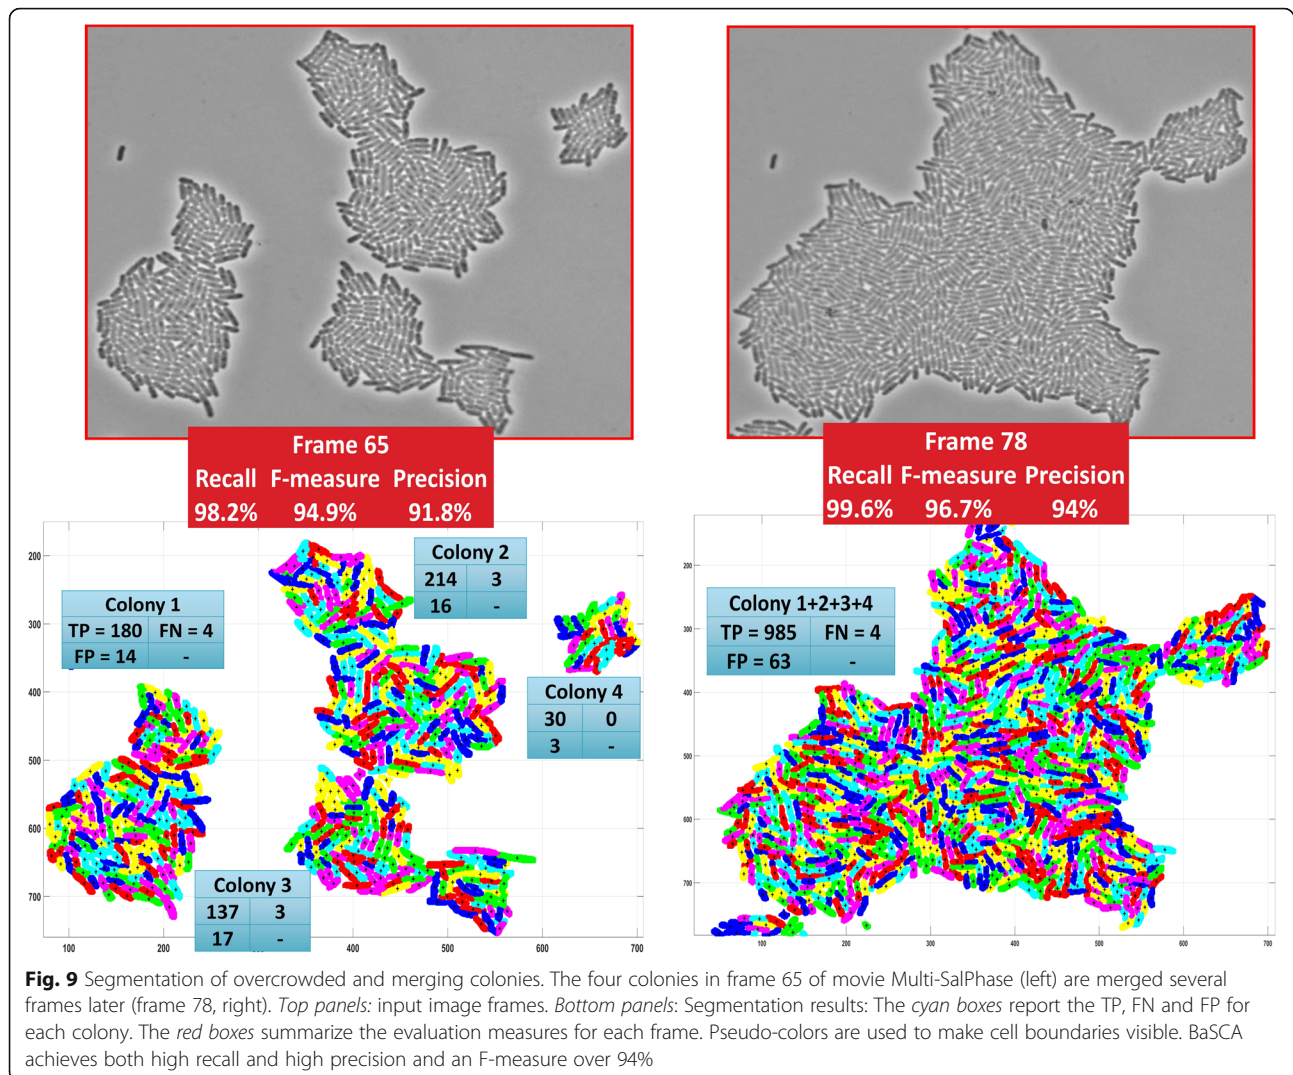 Frame 65
Recall F-measure Precision
98.2% 94.9% 91.8%
Frame 78
Recall F-measure Precision
99.6% 96.7% 94%
200
300
400
500
600
700
100 200 400 500 600 700
Colony 1
TP = 180 FN = 4
FP = 14 -
Colony 2
214 3
16 -
Colony 4
30 0
3 -
Colony 3
137 3
17 -
200
300
400
500
600
700
100 200 300 400 500 600 700
Colony 1+2+3+4
TP = 985 FN = 4
FP = 63 -
Fig. 9 Segmentation of overcrowded and merging colonies. The four colonies in frame 65 of movie Multi-SalPhase (left) are merged several
frames later (frame 78, right). Top panels: input image frames. Bottom panels: Segmentation results: The cyan boxes report the TP, FN and FP for
each colony. The red boxes summarize the evaluation measures for each frame. Pseudo-colors are used to make cell boundaries visible. BaSCA
achieves both high recall and high precision and an F-measure over 94%